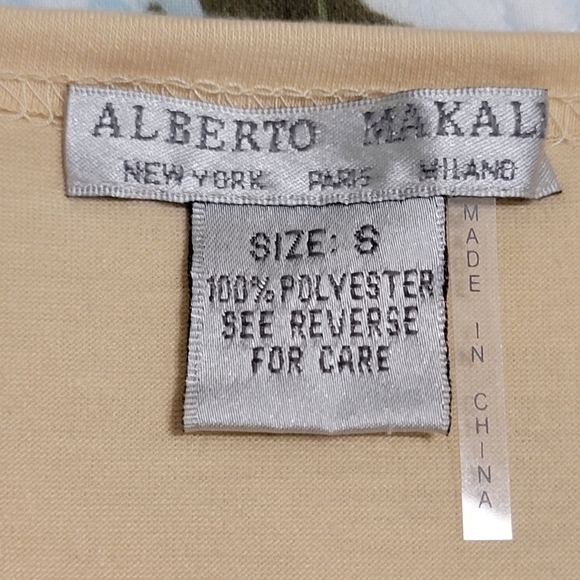 ALBERTO MAKALI
NEW YORK PARIS MILANO
SIZE: S
100% POLYESTER
SEE REVERSE
FOR CARE
MADE IN CHINA